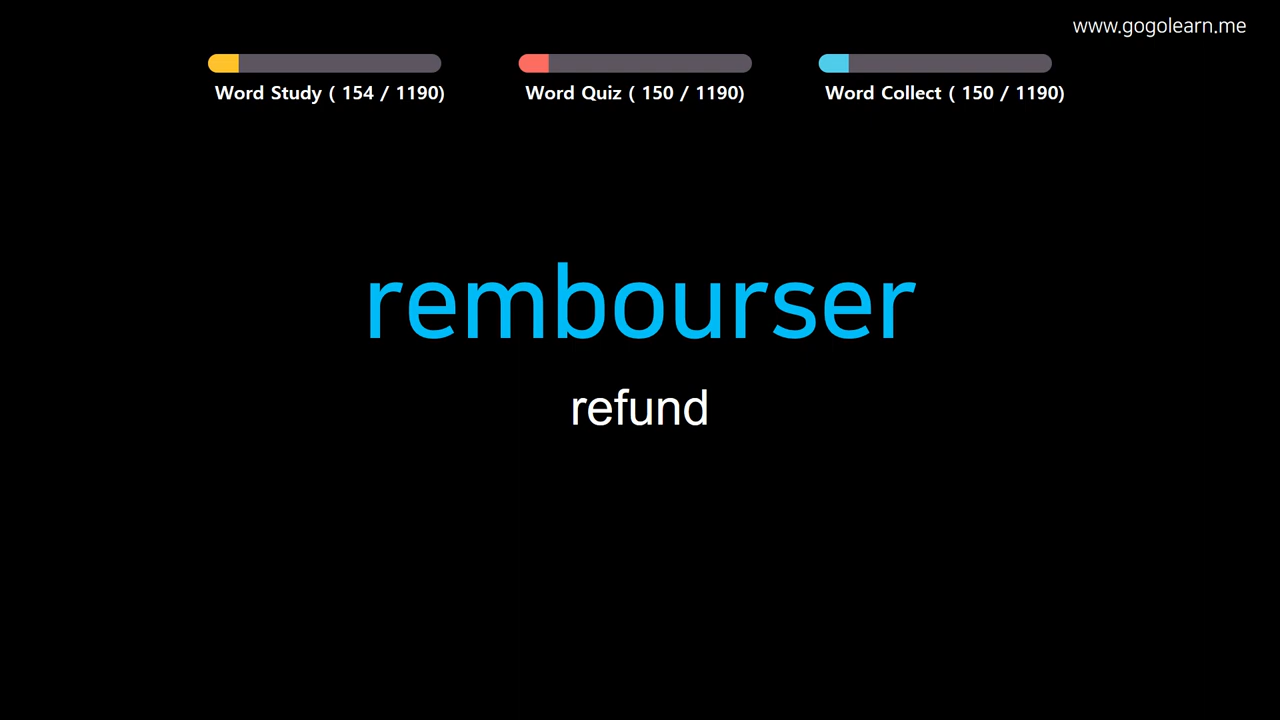 www.gogolearn.me
Word Study ( 154 / 1190)
Word Quiz ( 150 / 1190)
Word Collect ( 150 / 1190)
rembourser
refund